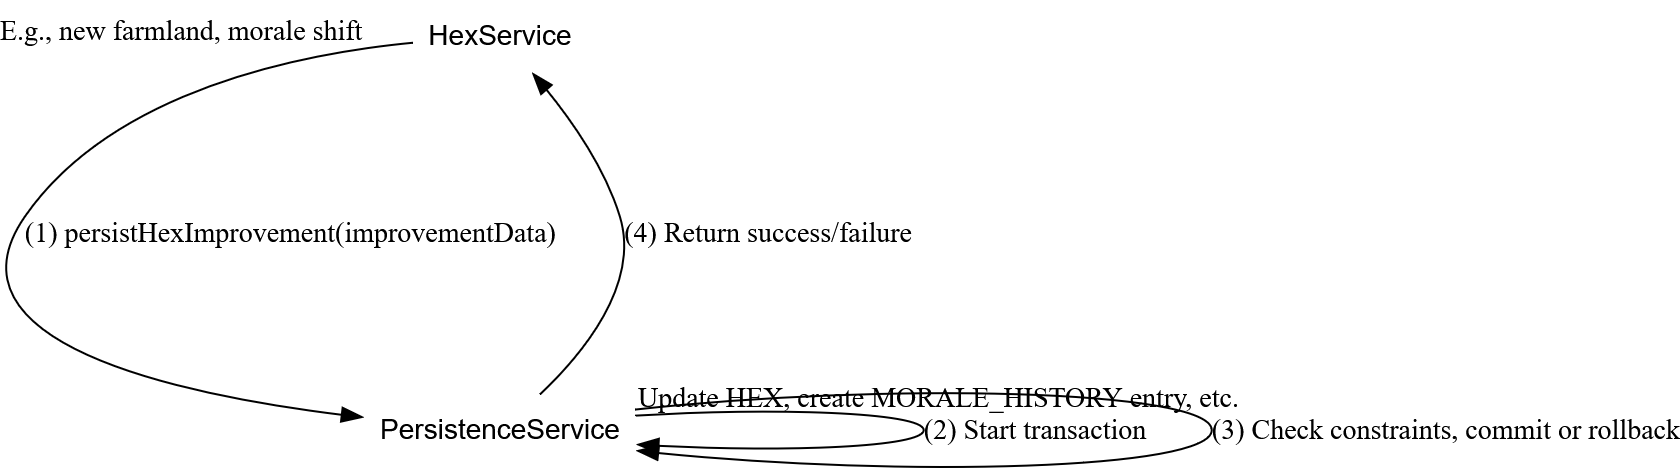 E.g., new farmland, morale shift
HexService
(1) persistHexImprovement(improvementData)
(4) Return success/failure
Update HEX, create MORALE_HISTORY entry, etc.
PersistenceService
(2) Start transaction
(3) Check constraints, commit or rollback